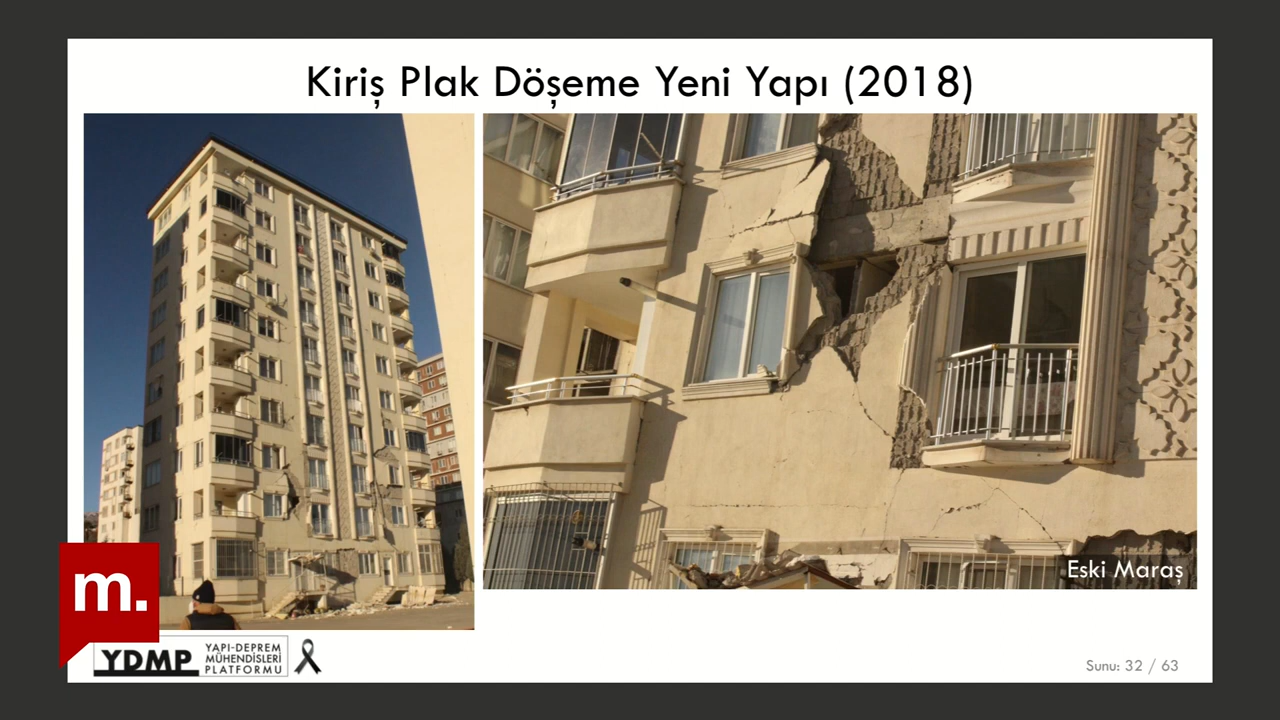 Kiriş Plak Döşeme Yeni Yapı (2018)
Eski Maraş
m.
YDMP
YAPI-DEPREM
MÜHENDİSLERİ
PLATFORMU
Sunu: 32 / 63